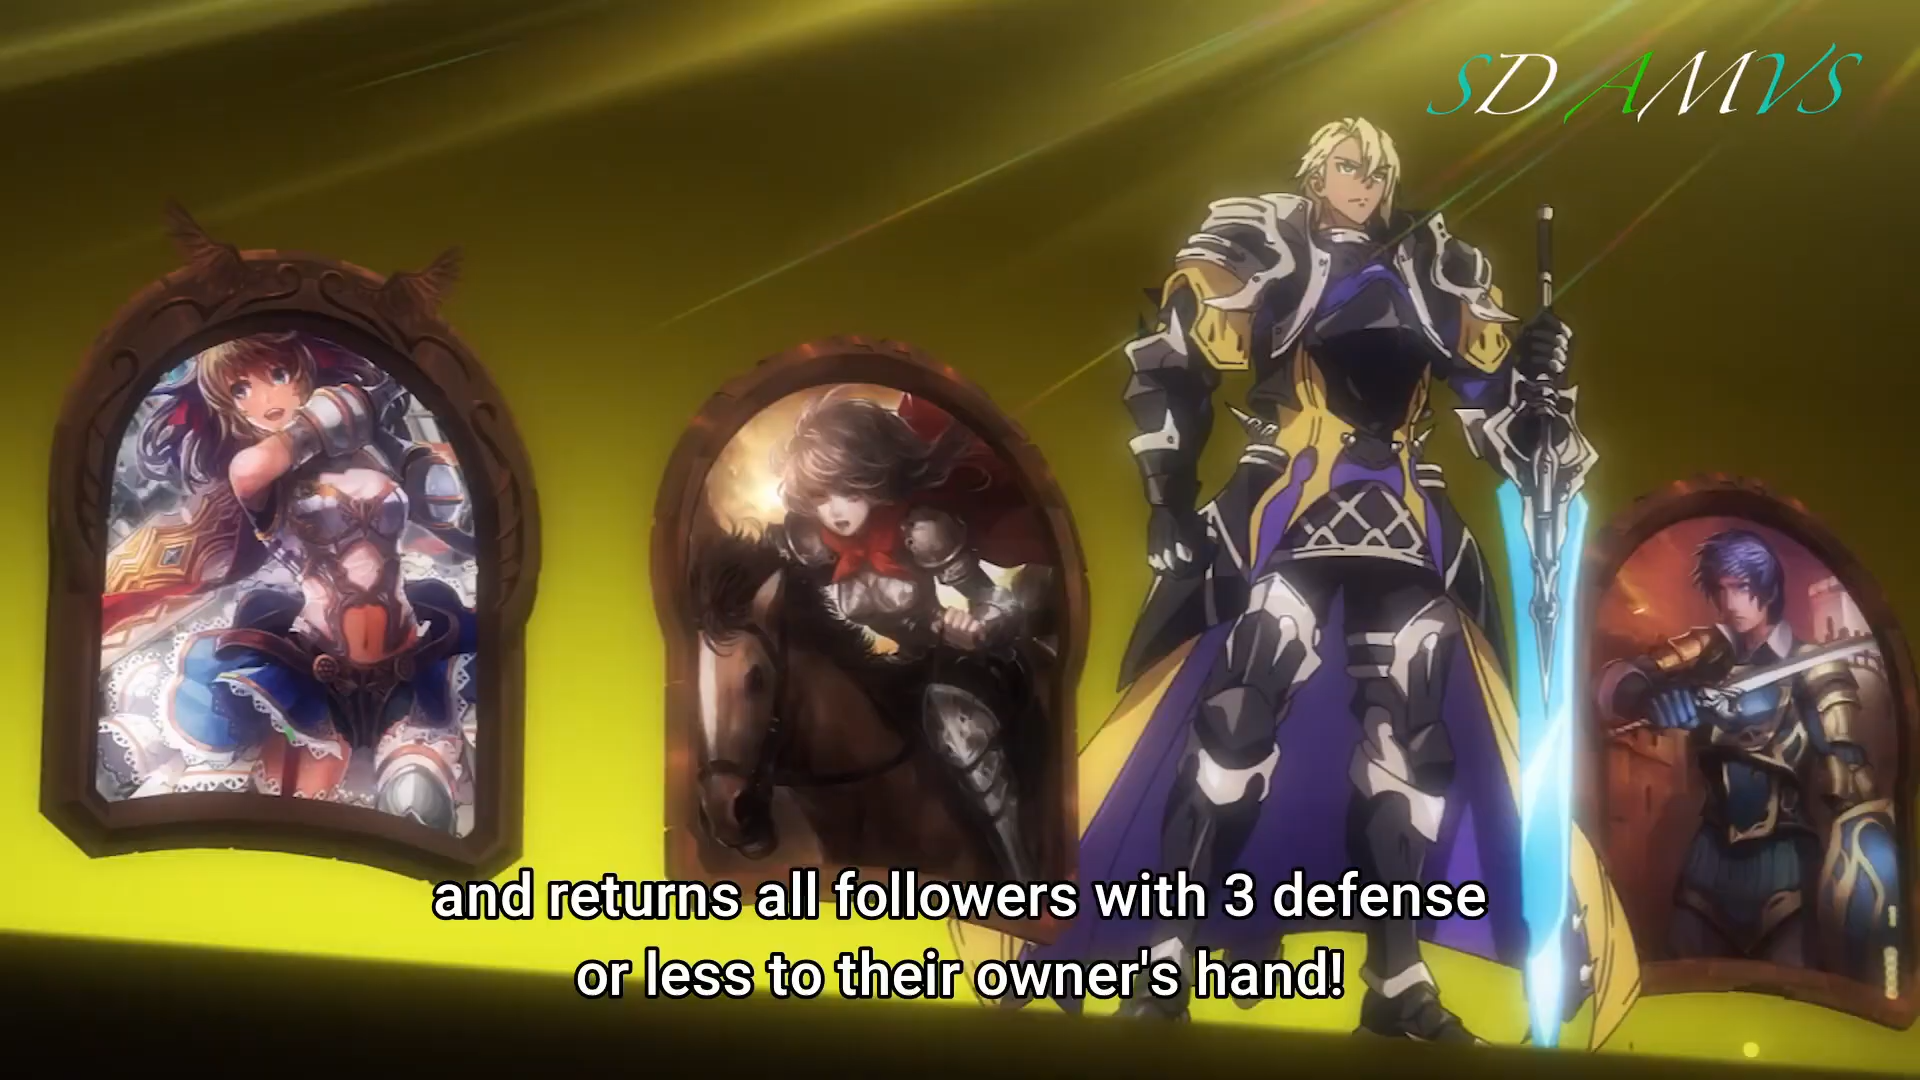 SD AMVS
and returns all followers with 3 defense
or less to their owner's hand!